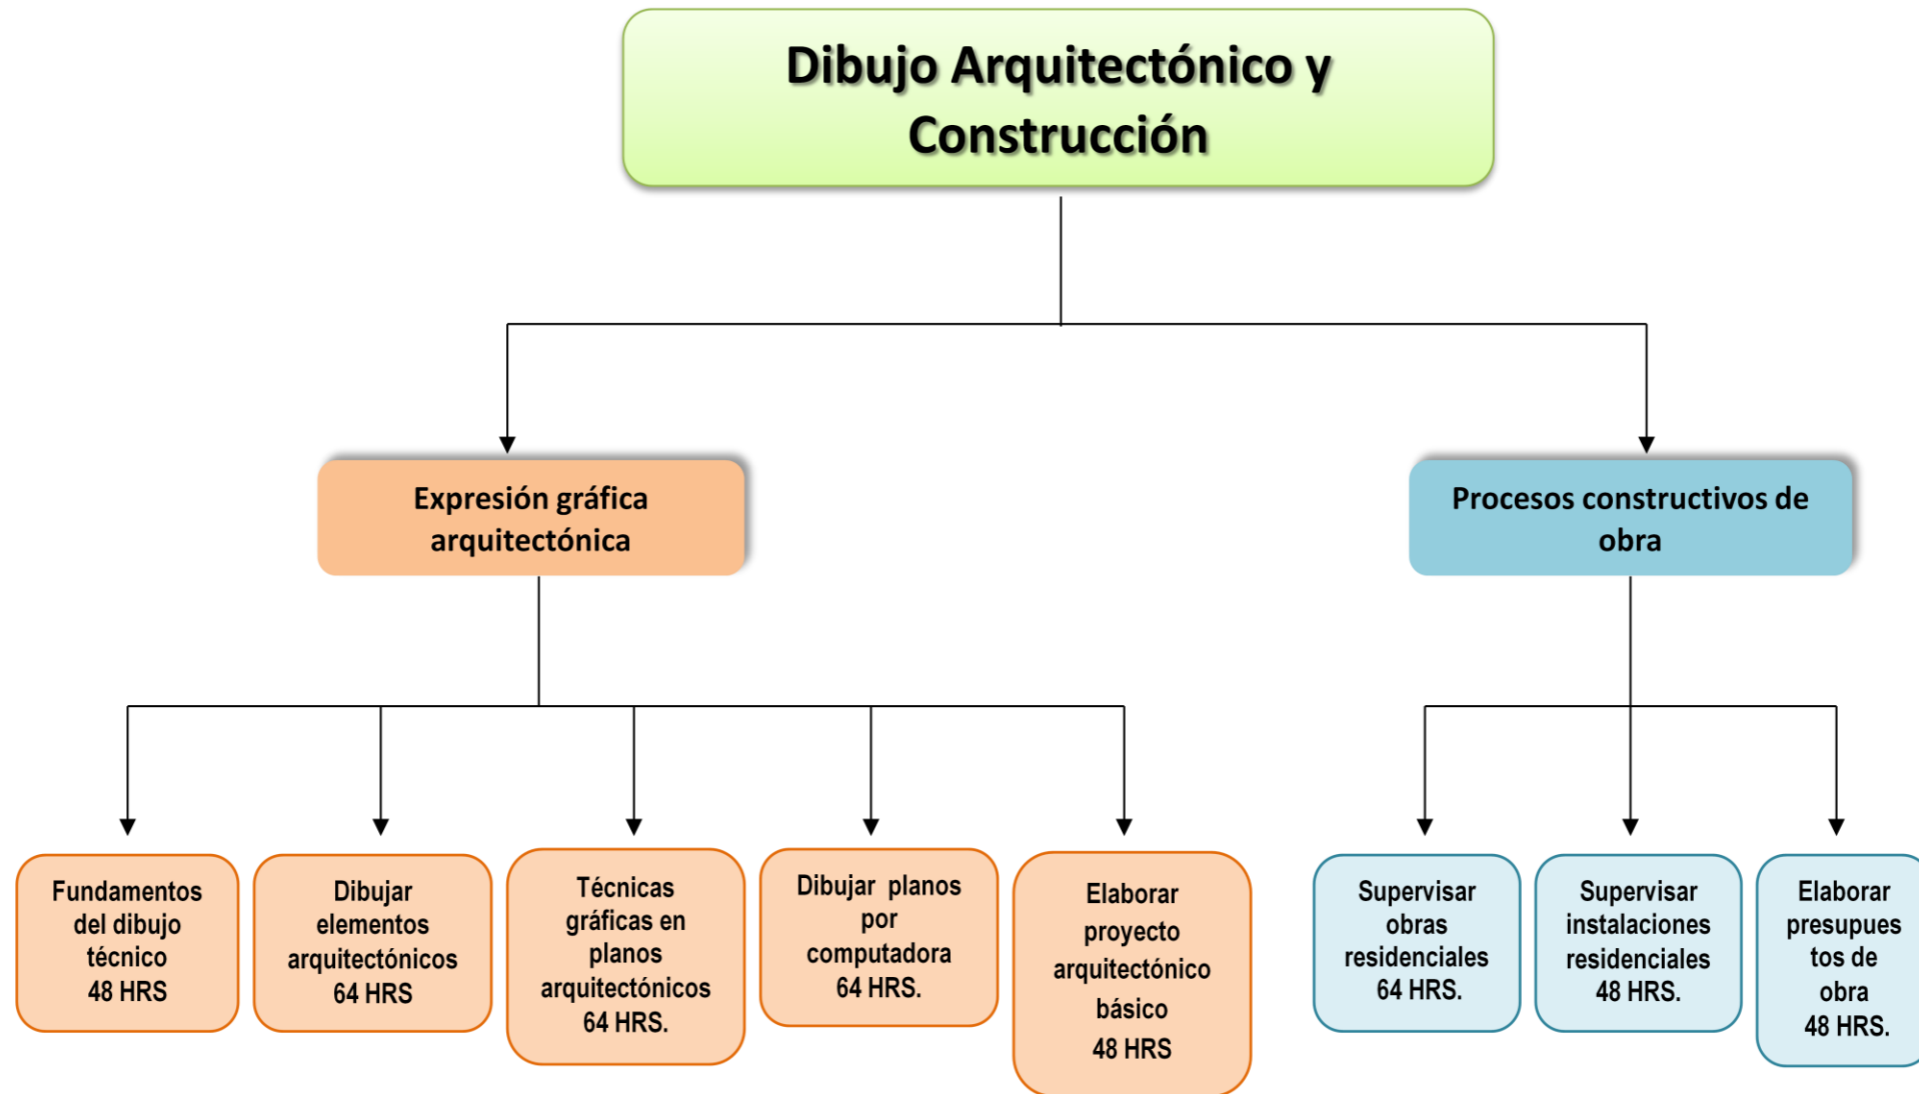 Dibujo Arquitectónico y
Construcción
Expresión gráfica
arquitectónica
Procesos constructivos de
obra
Fundamentos
del dibujo
técnico
48 HRS
Dibujar
elementos
arquitectónicos
64 HRS
Técnicas
gráficas en
planos
arquitectónicos
64 HRS.
Dibujar planos
por
computadora
64 HRS.
Elaborar
proyecto
arquitectónico
básico
48 HRS
Supervisar
obras
residenciales
64 HRS.
Supervisar
instalaciones
residenciales
48 HRS.
Elaborar
presupues
tos de
obra
48 HRS.